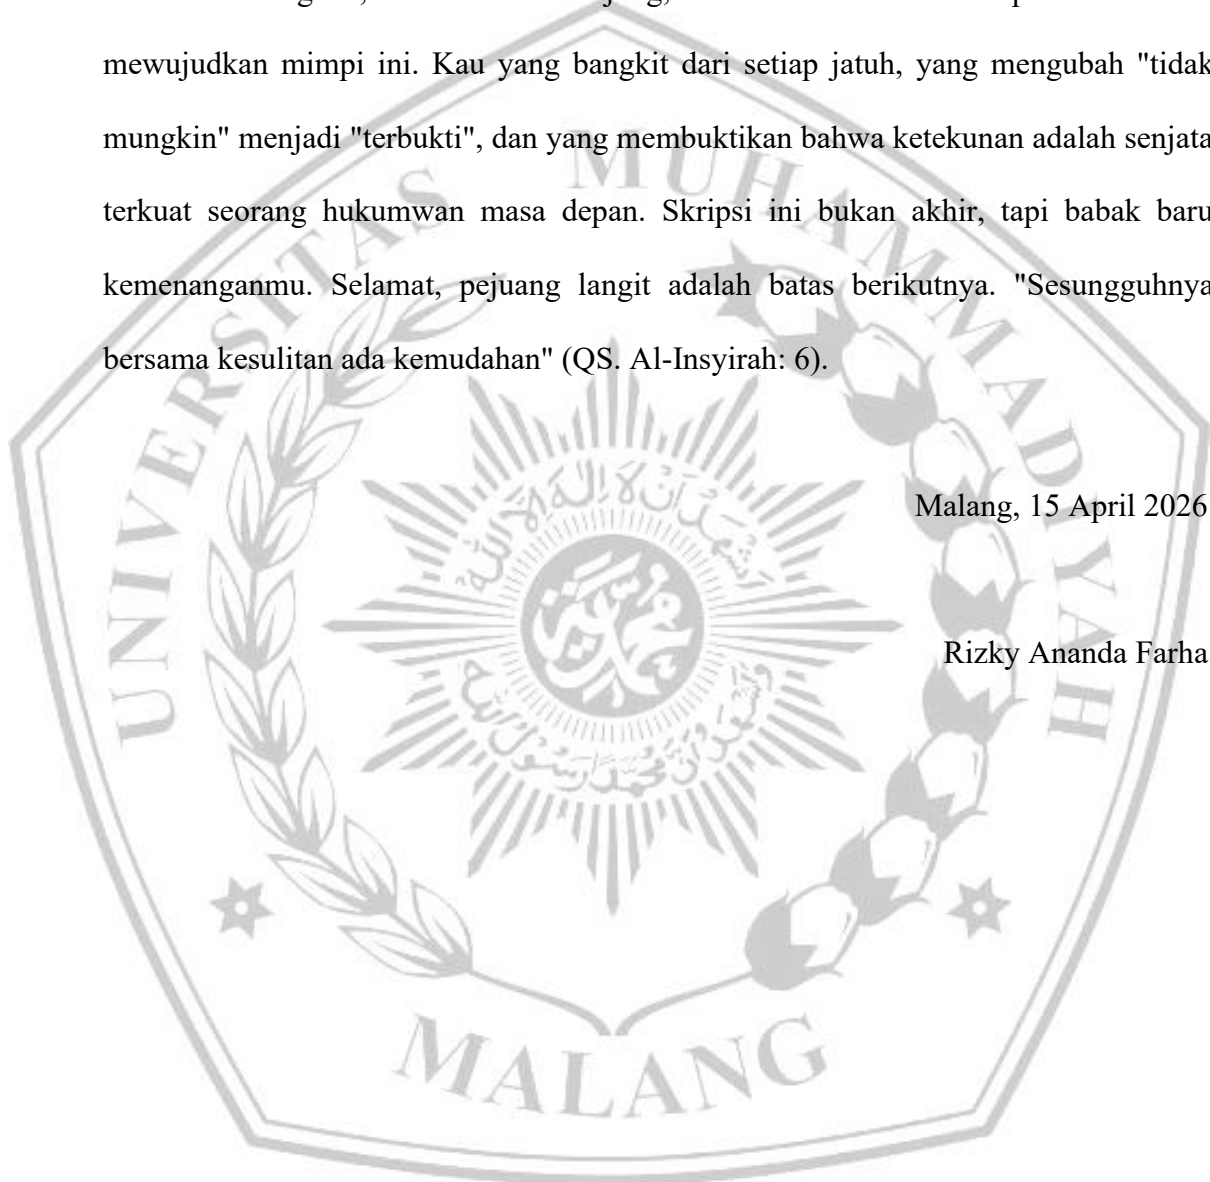 mewujudkan mimpi ini. Kau yang bangkit dari setiap jatuh, yang mengubah "tidak
mungkin" menjadi "terbukti", dan yang membuktikan bahwa ketekunan adalah senjata
terkuat seorang hukumwan masa depan. Skripsi ini bukan akhir, tapi babak baru
kemenanganmu. Selamat, pejuang langit adalah batas berikutnya. "Sesungguhnya
bersama kesulitan ada kemudahan" (QS. Al-Insyirah: 6).
Malang, 15 April 2026
Rizky Ananda Farha
UNIVERSITAS MUHAMMADIYAH
MALANG